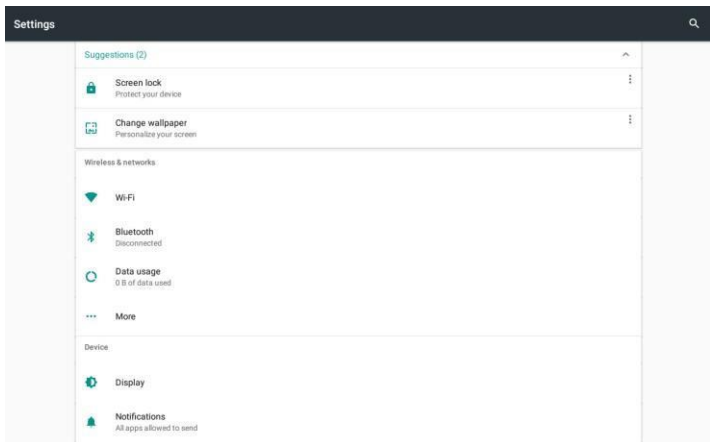 Settings
Suggestions (2)
Screen lock
Protect your device
Change wallpaper
Personalize your screen
Wireless & networks
Wi-Fi
Bluetooth
Disconnected
Data usage
0 B of data used
More
Device
Display
Notifications
All apps allowed to send